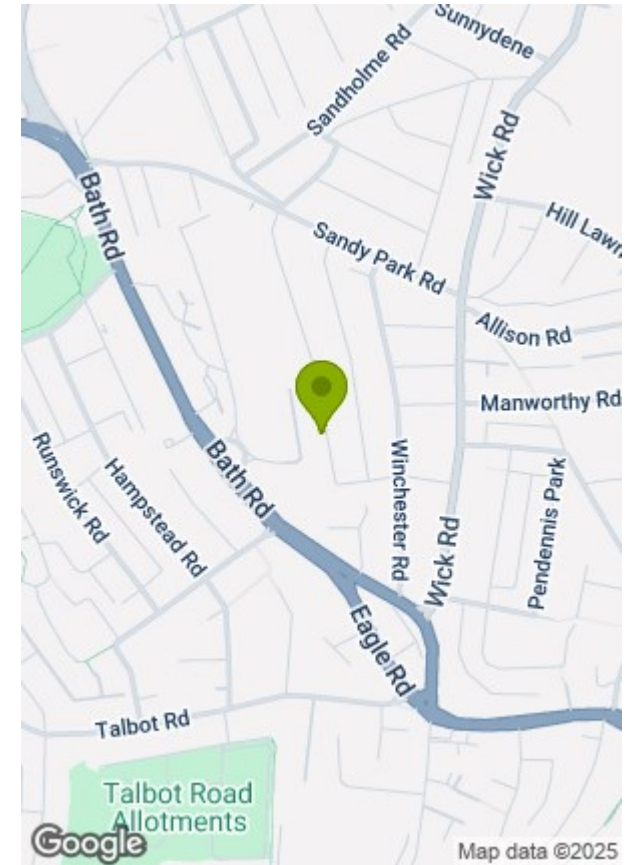 Sunnydene
Sandholme Rd
Wick Rd
Bath Rd
Hill Lawn
Sandy Park Rd
Allison Rd
Manworthy Rd
Runswick Rd
Hampstead Rd
Bath Rd
Winchester Rd
Pendennis Park
Wick Rd
Eagle Rd
Talbot Rd
Talbot Road
Allotments
Google
Map data ©2025